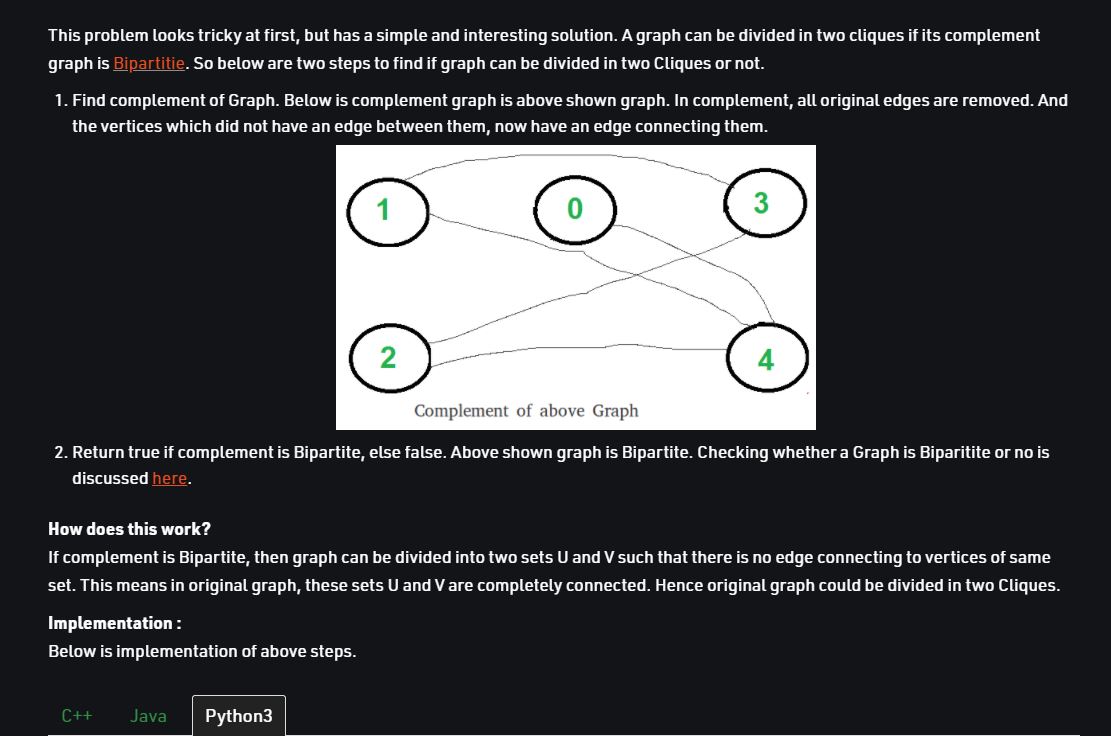 This problem looks tricky at first, but has a simple and interesting solution. A graph can be divided in two cliques if its complement
graph is Bipartitie. So below are two steps to find if graph can be divided in two Cliques or not.
1. Find complement of Graph. Below is complement graph is above shown graph. In complement, all original edges are removed. And
the vertices which did not have an edge between them, now have an edge connecting them.
1 0 3
2 4
Complement of above Graph
2. Return true if complement is Bipartite, else false. Above shown graph is Bipartite. Checking whether a Graph is Biparitite or no is
discussed here.
How does this work?
If complement is Bipartite, then graph can be divided into two sets U and V such that there is no edge connecting to vertices of same
set. This means in original graph, these sets U and V are completely connected. Hence original graph could be divided in two Cliques.
Implementation :
Below is implementation of above steps.
C++ Java Python3